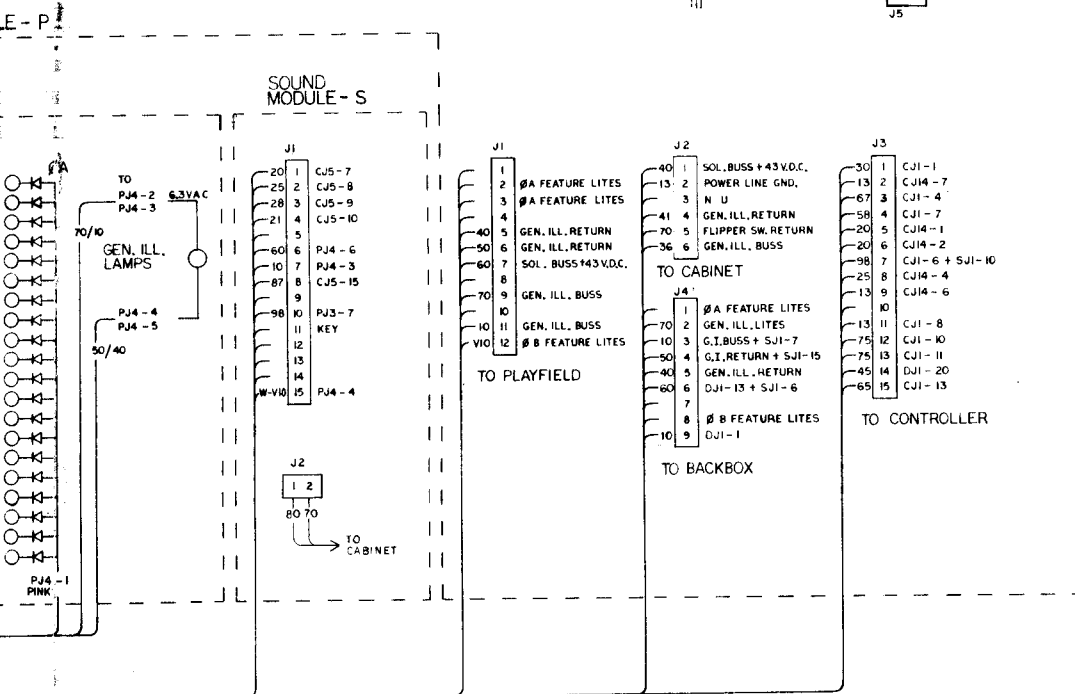 LE - P
J5
SOUND
MODULE - S
A
TO
PJ4 - 2 6.3VAC
PJ4 - 3
70/10
GEN. ILL.
LAMPS
PJ4 - 4
PJ4 - 5
50/40
PJ4 - 1
PINK
J1
20 1 CJ5 - 7
25 2 CJ5 - 8
28 3 CJ5 - 9
21 4 CJ5 - 10
5
60 6 PJ4 - 6
10 7 PJ4 - 3
87 8 CJ5 - 15
9
98 10 PJ3 - 7
11 KEY
12
13
14
W-V10 15 PJ4 - 4
J2
1 2
80 70
TO
CABINET
J1
1
2 ØA FEATURE LITES
3 ØA FEATURE LITES
4
40 5 GEN. ILL. RETURN
50 6 GEN. ILL. RETURN
60 7 SOL. BUSS +43 V.D.C.
8
70 9 GEN. ILL. BUSS
10
10 11 GEN. ILL. BUSS
V10 12 Ø B FEATURE LITES
TO PLAYFIELD
J2
40 1 SOL. BUSS + 43 V.D.C.
13 2 POWER LINE GND.
3 N U
41 4 GEN. ILL. RETURN
70 5 FLIPPER SW. RETURN
36 6 GEN. ILL. BUSS
TO CABINET
J4
1 ØA FEATURE LITES
70 2 GEN. ILL. LITES
10 3 G.I. BUSS + SJ1 - 7
50 4 G.I. RETURN + SJ1 - 15
40 5 GEN. ILL. RETURN
60 6 DJ1 - 13 + SJ1 - 6
7
8 Ø B FEATURE LITES
10 9 DJ1 - 1
TO BACKBOX
J3
30 1 CJ1 - 1
13 2 CJ14 - 7
67 3 CJ1 - 4
58 4 CJ1 - 7
20 5 CJ14 - 1
20 6 CJ14 - 2
98 7 CJ1 - 6 + SJ1 - 10
25 8 CJ14 - 4
13 9 CJ14 - 6
10
13 11 CJ1 - 8
75 12 CJ1 - 10
75 13 CJ1 - 11
45 14 DJ1 - 20
65 15 CJ1 - 13
TO CONTROLLER